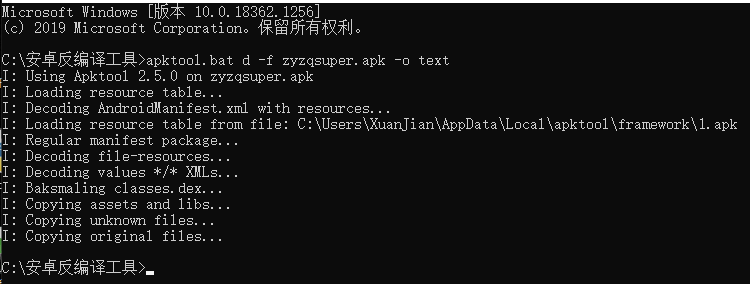 Microsoft Windows [版本 10.0.18362.1256]
(c) 2019 Microsoft Corporation。保留所有权利。
C:\安卓反编译工具>apktool.bat d -f zyzqsuper.apk -o text
I: Using Apktool 2.5.0 on zyzqsuper.apk
I: Loading resource table...
I: Decoding AndroidManifest.xml with resources...
I: Loading resource table from file: C:\Users\XuanJian\AppData\Local\apktool\framework\1.apk
I: Regular manifest package...
I: Decoding file-resources...
I: Decoding values */* XMLs...
I: Baksmaling classes.dex...
I: Copying assets and libs...
I: Copying unknown files...
I: Copying original files...
C:\安卓反编译工具>